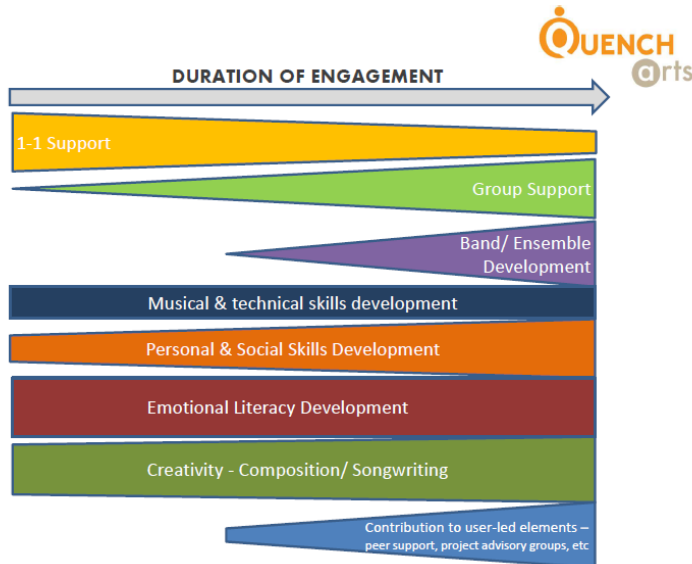 QUENCH
@rts
DURATION OF ENGAGEMENT
1-1 Support
Group Support
Band/ Ensemble
Development
Musical & technical skills development
Personal & Social Skills Development
Emotional Literacy Development
Creativity - Composition/ Songwriting
Contribution to user-led elements –
peer support, project advisory groups, etc